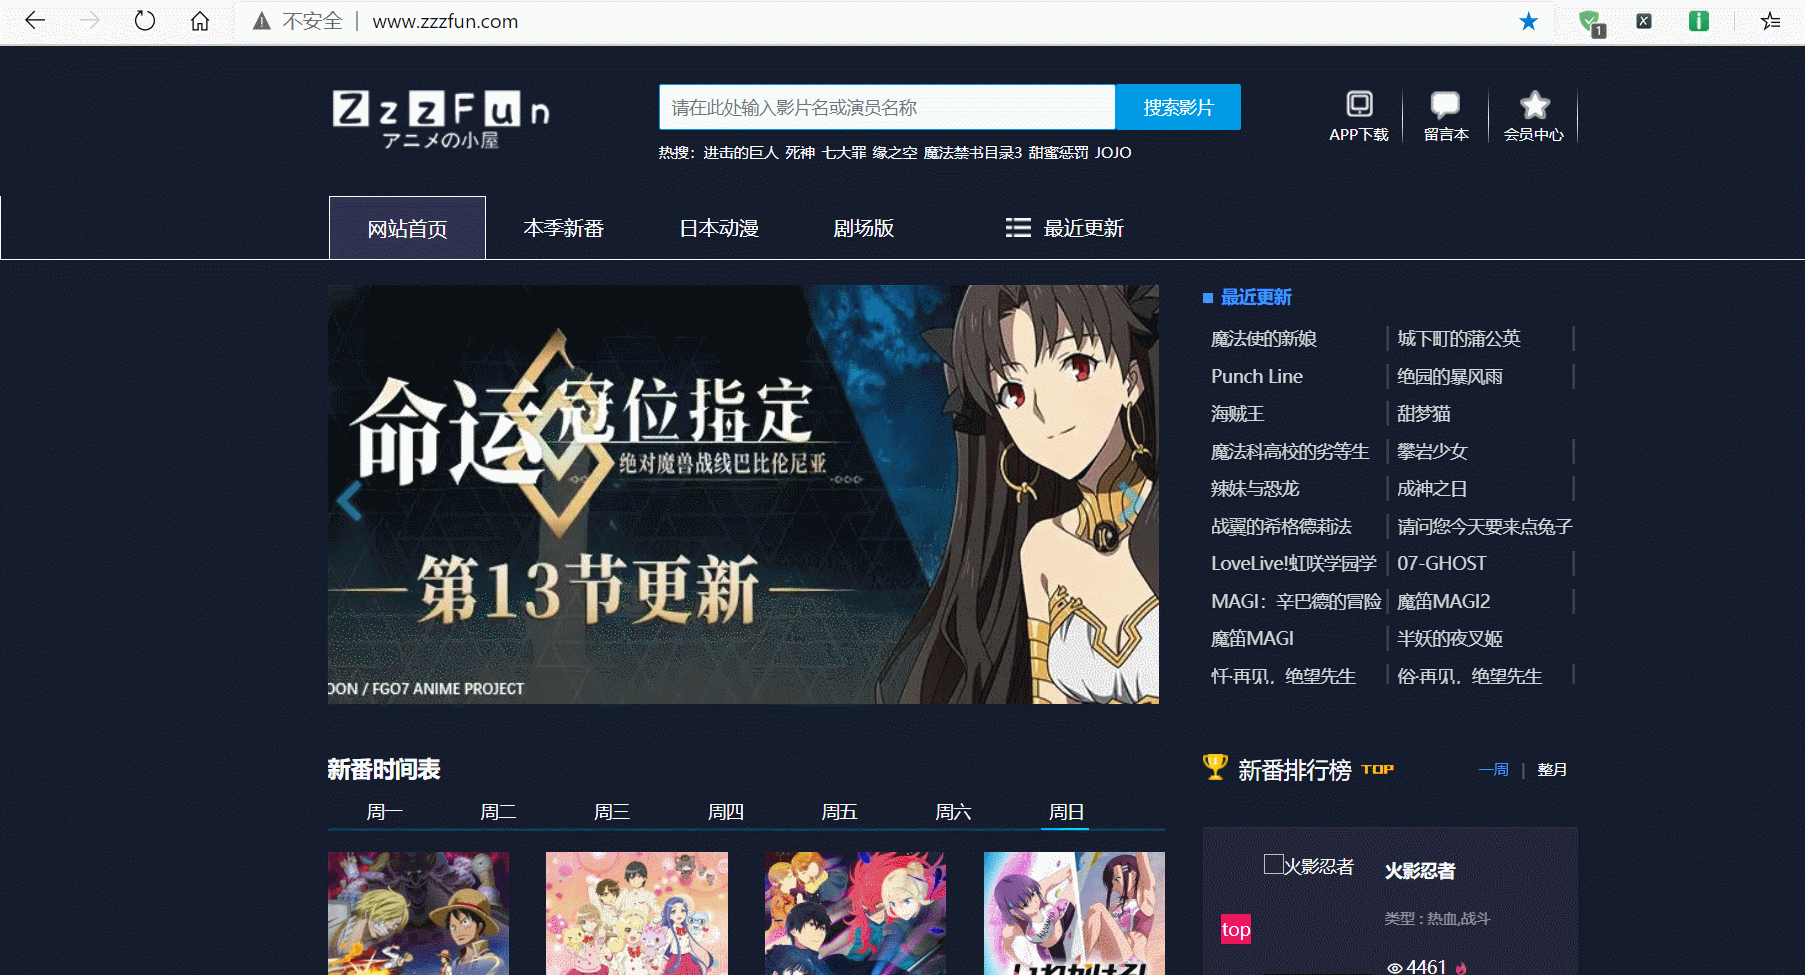 不安全 | www.zzzfun.com
1
ZzzFun
アニメの小屋
请在此处输入影片名或演员名称
搜索影片
热搜：进击的巨人 死神 七大罪 缘之空 魔法禁书目录3 甜蜜惩罚 JOJO
APP下载
留言本
会员中心
网站首页 本季新番 日本动漫 剧场版 最近更新
命运 冠位指定
绝对魔兽战线巴比伦尼亚
第13节更新
OON / FGO7 ANIME PROJECT
最近更新
魔法使的新娘 城下町的蒲公英
Punch Line 绝园的暴风雨
海贼王 甜梦猫
魔法科高校的劣等生 攀岩少女
辣妹与恐龙 成神之日
战翼的希格德莉法 请问您今天要来点兔子
LoveLive!虹咲学园学 07-GHOST
MAGI：辛巴德的冒险 魔笛MAGI2
魔笛MAGI 半妖的夜叉姬
忏·再见，绝望先生 俗·再见，绝望先生
新番时间表
周一 周二 周三 周四 周五 周六 周日
新番排行榜 TOP 一周 | 整月
火影忍者
火影忍者
类型 : 热血,战斗
top
4461